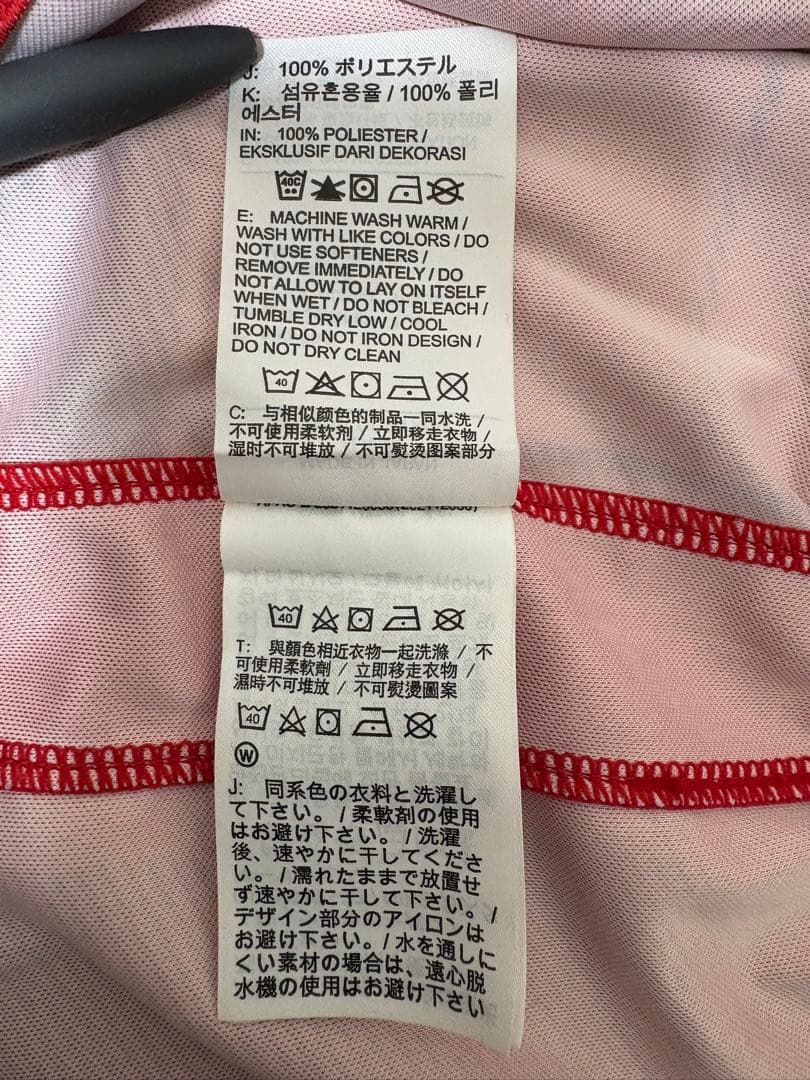 J: 100% ポリエステル
K: 섬유혼용율 / 100% 폴리
에스터
IN: 100% POLIESTER /
EKSKLUSIF DARI DEKORASI
40C
E: MACHINE WASH WARM /
WASH WITH LIKE COLORS / DO
NOT USE SOFTENERS /
REMOVE IMMEDIATELY / DO
NOT ALLOW TO LAY ON ITSELF
WHEN WET / DO NOT BLEACH /
TUMBLE DRY LOW / COOL
IRON / DO NOT IRON DESIGN /
DO NOT DRY CLEAN
40
C: 与相似颜色的制品一同水洗 /
不可使用柔软剂 / 立即移走衣物 /
湿时不可堆放 / 不可熨烫图案部分
40
T: 與顏色相近衣物一起洗滌 / 不
可使用柔軟劑 / 立即移走衣物 /
濕時不可堆放 / 不可熨燙圖案
40
W
J: 同系色の衣料と洗濯し
て下さい。 / 柔軟剤の使用
はお避け下さい。 / 洗濯
後、速やかに干してくださ
い。 / 濡れたままで放置せ
ず速やかに干して下さい。 /
デザイン部分のアイロンは
お避け下さい。 / 水を通しに
くい素材の場合は、遠心脱
水機の使用はお避け下さい